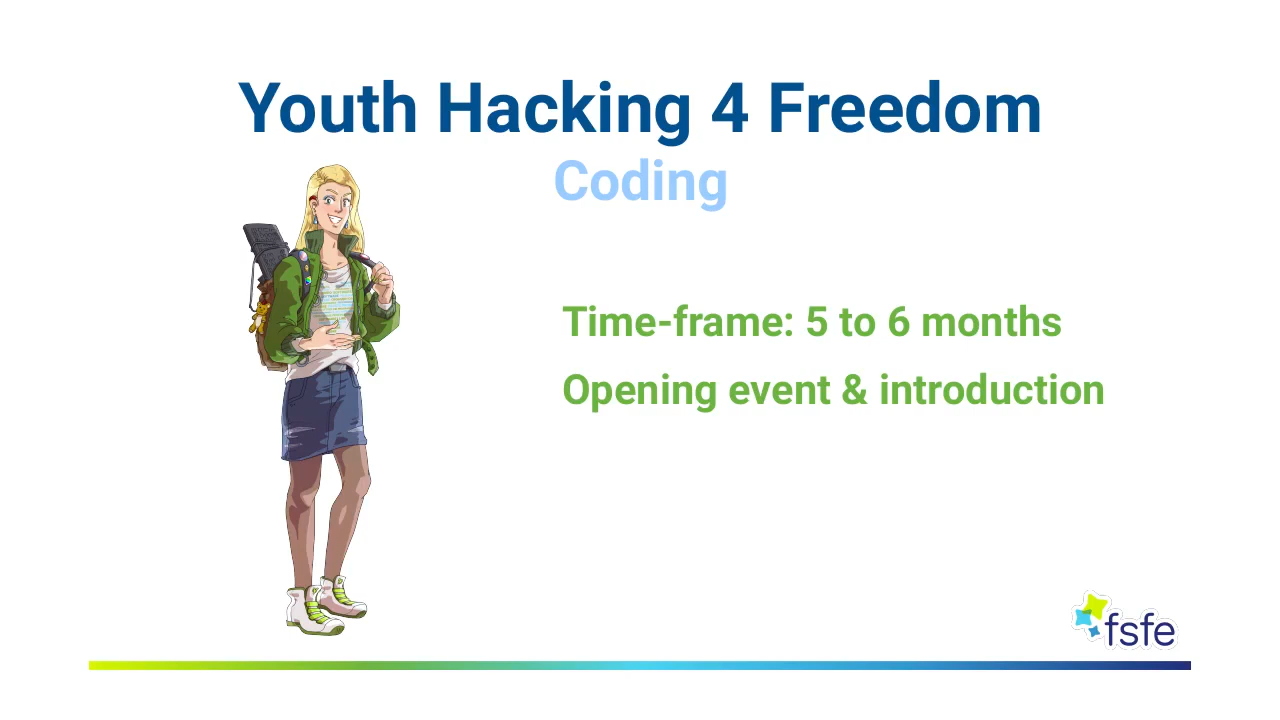 Youth Hacking 4 Freedom
Coding
Time-frame: 5 to 6 months
Opening event & introduction
fsfe